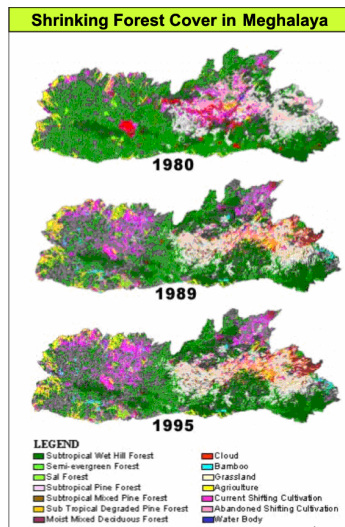 Shrinking Forest Cover in Meghalaya
1980
1989
1995
LEGEND
Subtropical Wet Hill Forest
Semi-evergreen Forest
Sal Forest
Subtropical Pine Forest
Subtropical Mixed Pine Forest
Sub Tropical Degraded Pine Forest
Moist Mixed Deciduous Forest
Cloud
Bamboo
Grassland
Agriculture
Current Shifting Cultivation
Abandoned Shifting Cultivation
Water Body